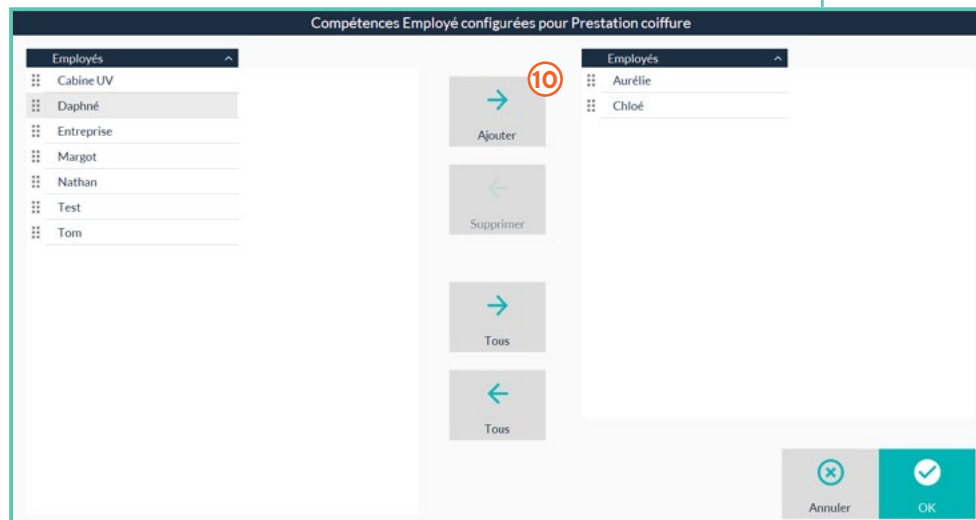 Compétences Employé configurées pour Prestation coiffure
Employés
Cabine UV
Daphné
Entreprise
Margot
Nathan
Test
Tom
10
Ajouter
Supprimer
Tous
Tous
Employés
Aurélie
Chloé
Annuler
OK